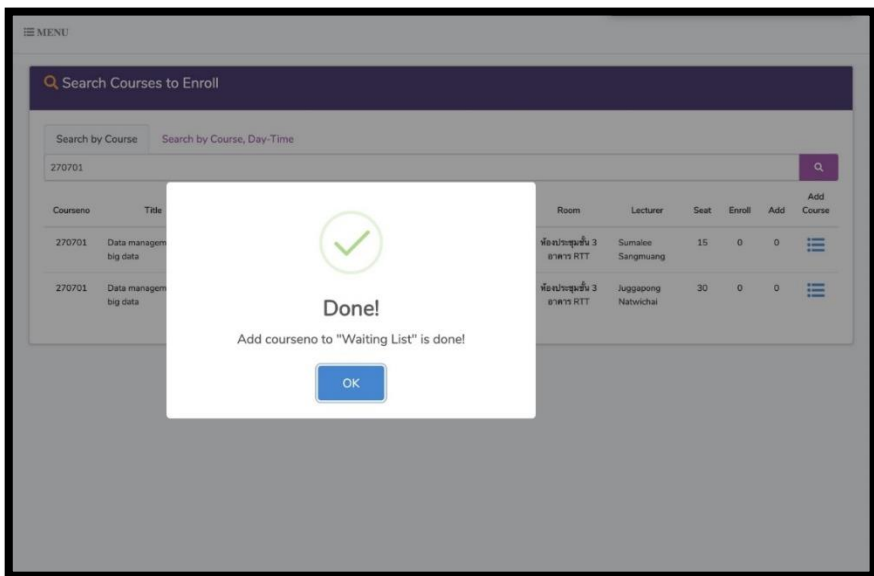 MENU
Search Courses to Enroll
Search by Course Search by Course, Day-Time
270701
Courseno Title Room Lecturer Seat Enroll Add Add Course
270701 Data managem ห้องประชุมชั้น 3 Sumalee 15 0 0
big data อาคาร RTT Sangmuang
270701 Data managem ห้องประชุมชั้น 3 Juggapong 30 0 0
big data อาคาร RTT Natwichai
Done!
Add courseno to "Waiting List" is done!
OK